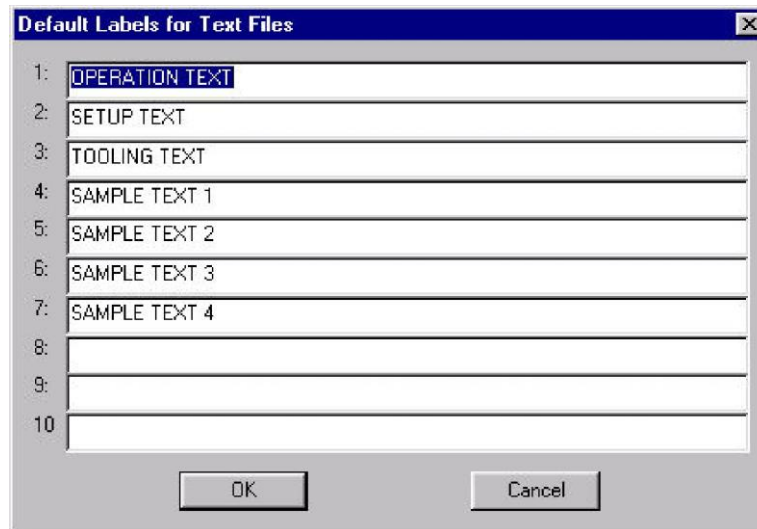 Default Labels for Text Files
1: OPERATION TEXT
2: SETUP TEXT
3: TOOLING TEXT
4: SAMPLE TEXT 1
5: SAMPLE TEXT 2
6: SAMPLE TEXT 3
7: SAMPLE TEXT 4
8:
9:
10
OK Cancel